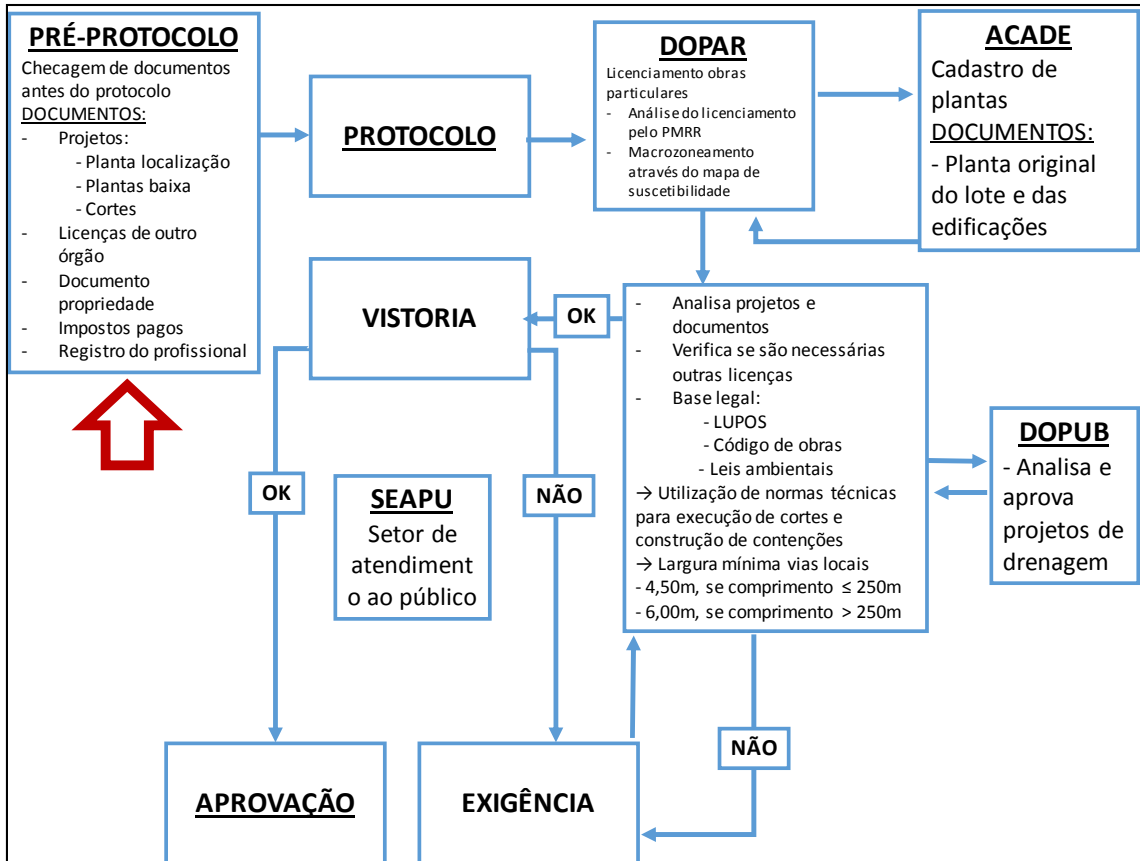 PRÉ-PROTOCOLO
Checagem de documentos
antes do protocolo
DOCUMENTOS:
- Projetos:
- Planta localização
- Plantas baixa
- Cortes
- Licenças de outro
órgão
- Documento
propriedade
- Impostos pagos
- Registro do profissional
PROTOCOLO
DOPAR
Licenciamento obras
particulares
- Análise do licenciamento
pelo PMRR
- Macrozoneamento
através do mapa de
suscetibilidade
ACADE
Cadastro de
plantas
DOCUMENTOS:
- Planta original
do lote e das
edificações
VISTORIA
OK
- Analisa projetos e
documentos
- Verifica se são necessárias
outras licenças
- Base legal:
- LUPOS
- Código de obras
- Leis ambientais
→ Utilização de normas técnicas
para execução de cortes e
construção de contenções
→ Largura mínima vias locais
- 4,50m, se comprimento ≤ 250m
- 6,00m, se comprimento > 250m
DOPUB
- Analisa e
aprova
projetos de
drenagem
OK
SEAPU
Setor de
atendiment
o ao público
NÃO
NÃO
APROVAÇÃO
EXIGÊNCIA